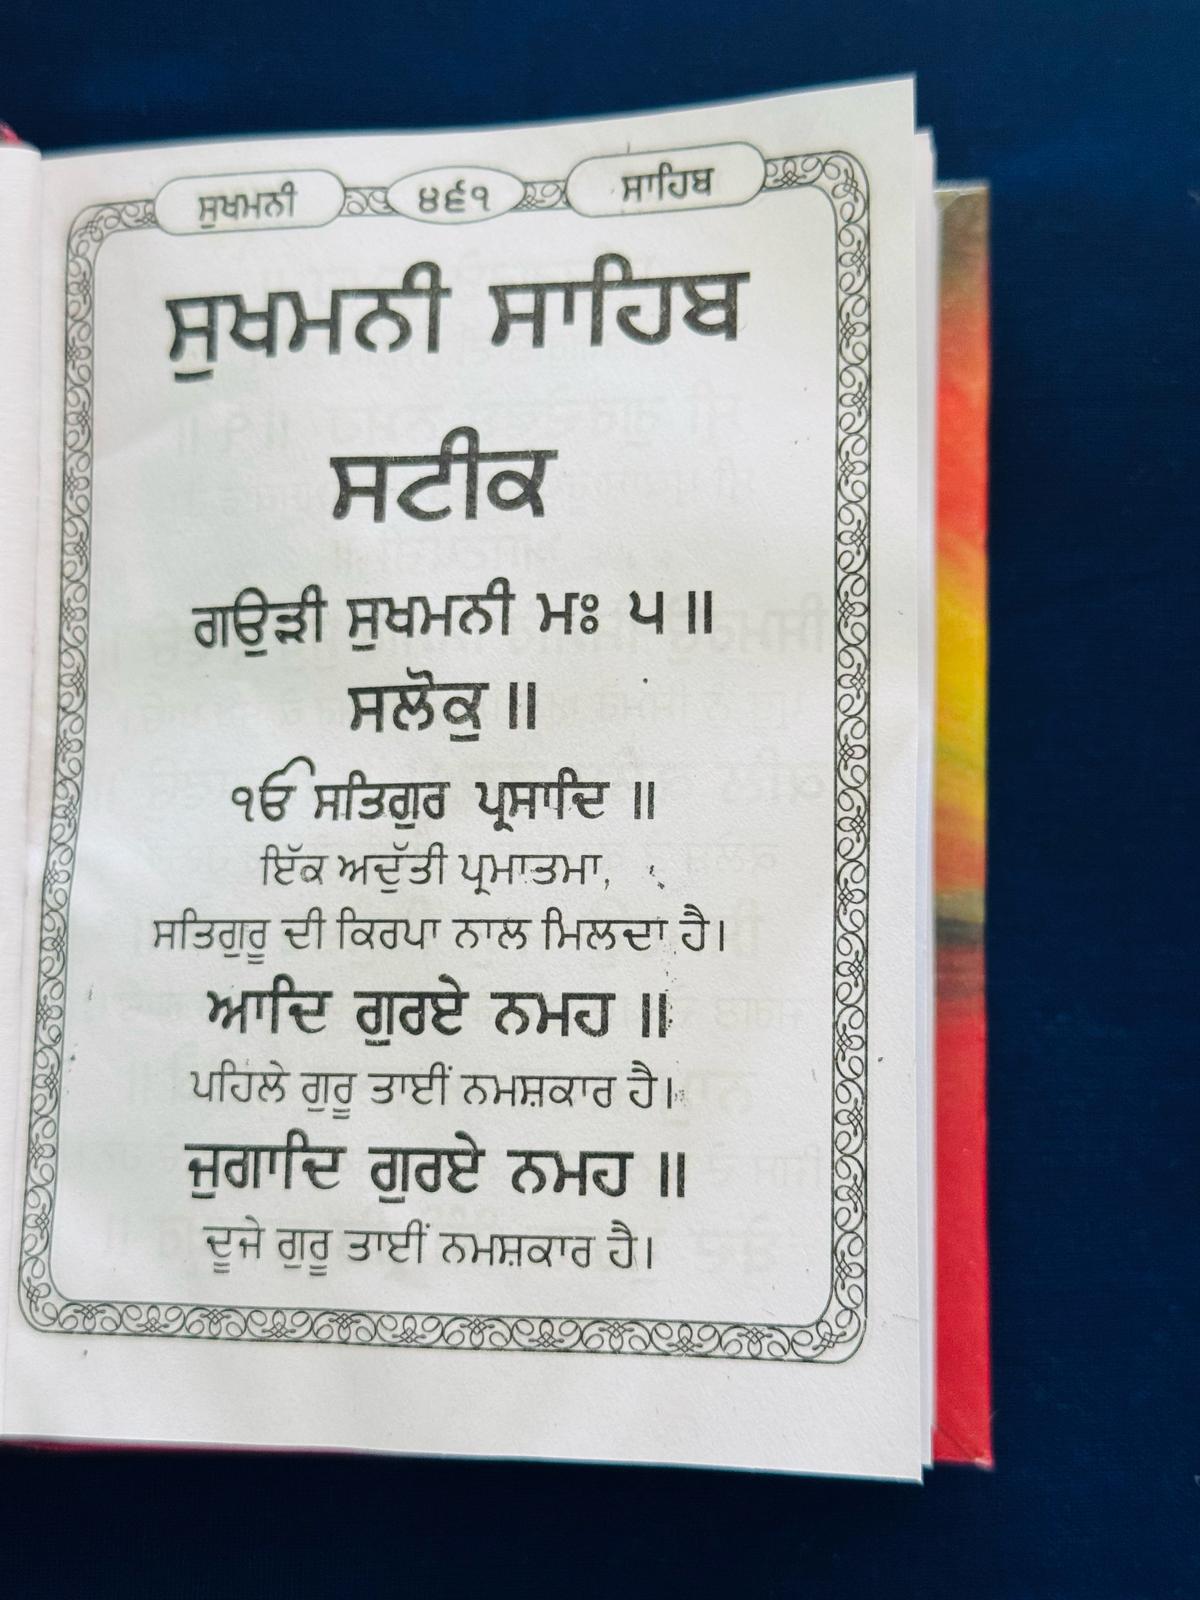 ਸੁਖਮਨੀ ੪੬੧ ਸਾਹਿਬ
ਸੁਖਮਨੀ ਸਾਹਿਬ
ਸਟੀਕ
ਗਉੜੀ ਸੁਖਮਨੀ ਮਃ ੫॥
ਸਲੋਕੁ॥
ੴ ਸਤਿਗੁਰ ਪ੍ਰਸਾਦਿ ॥
ਇੱਕ ਅਦੁੱਤੀ ਪ੍ਰਮਾਤਮਾ,
ਸਤਿਗੁਰੂ ਦੀ ਕਿਰਪਾ ਨਾਲ ਮਿਲਦਾ ਹੈ।
ਆਦਿ ਗੁਰਏ ਨਮਹ ॥
ਪਹਿਲੇ ਗੁਰੂ ਤਾਈਂ ਨਮਸ਼ਕਾਰ ਹੈ।
ਜੁਗਾਦਿ ਗੁਰਏ ਨਮਹ ॥
ਦੂਜੇ ਗੁਰੂ ਤਾਈਂ ਨਮਸ਼ਕਾਰ ਹੈ।